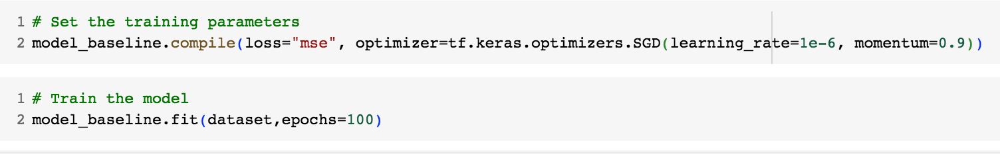 1 # Set the training parameters
2 model_baseline.compile(loss="mse", optimizer=tf.keras.optimizers.SGD(learning_rate=1e-6, momentum=0.9))
1 # Train the model
2 model_baseline.fit(dataset,epochs=100)